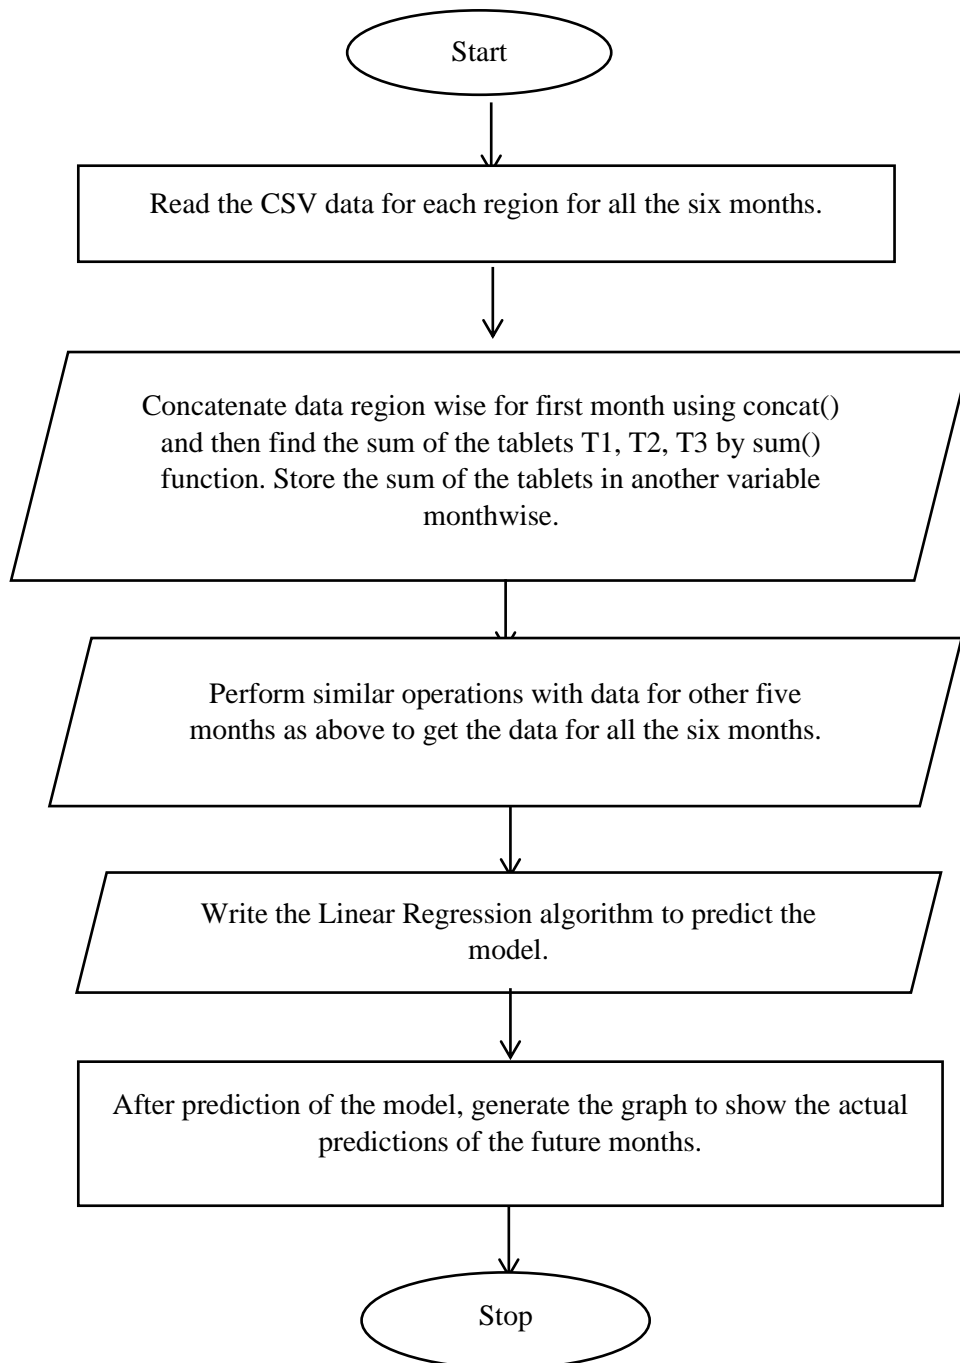 Start
Read the CSV data for each region for all the six months.
Concatenate data region wise for first month using concat()
and then find the sum of the tablets T1, T2, T3 by sum()
function. Store the sum of the tablets in another variable
monthwise.
Perform similar operations with data for other five
months as above to get the data for all the six months.
Write the Linear Regression algorithm to predict the
model.
After prediction of the model, generate the graph to show the actual
predictions of the future months.
Stop